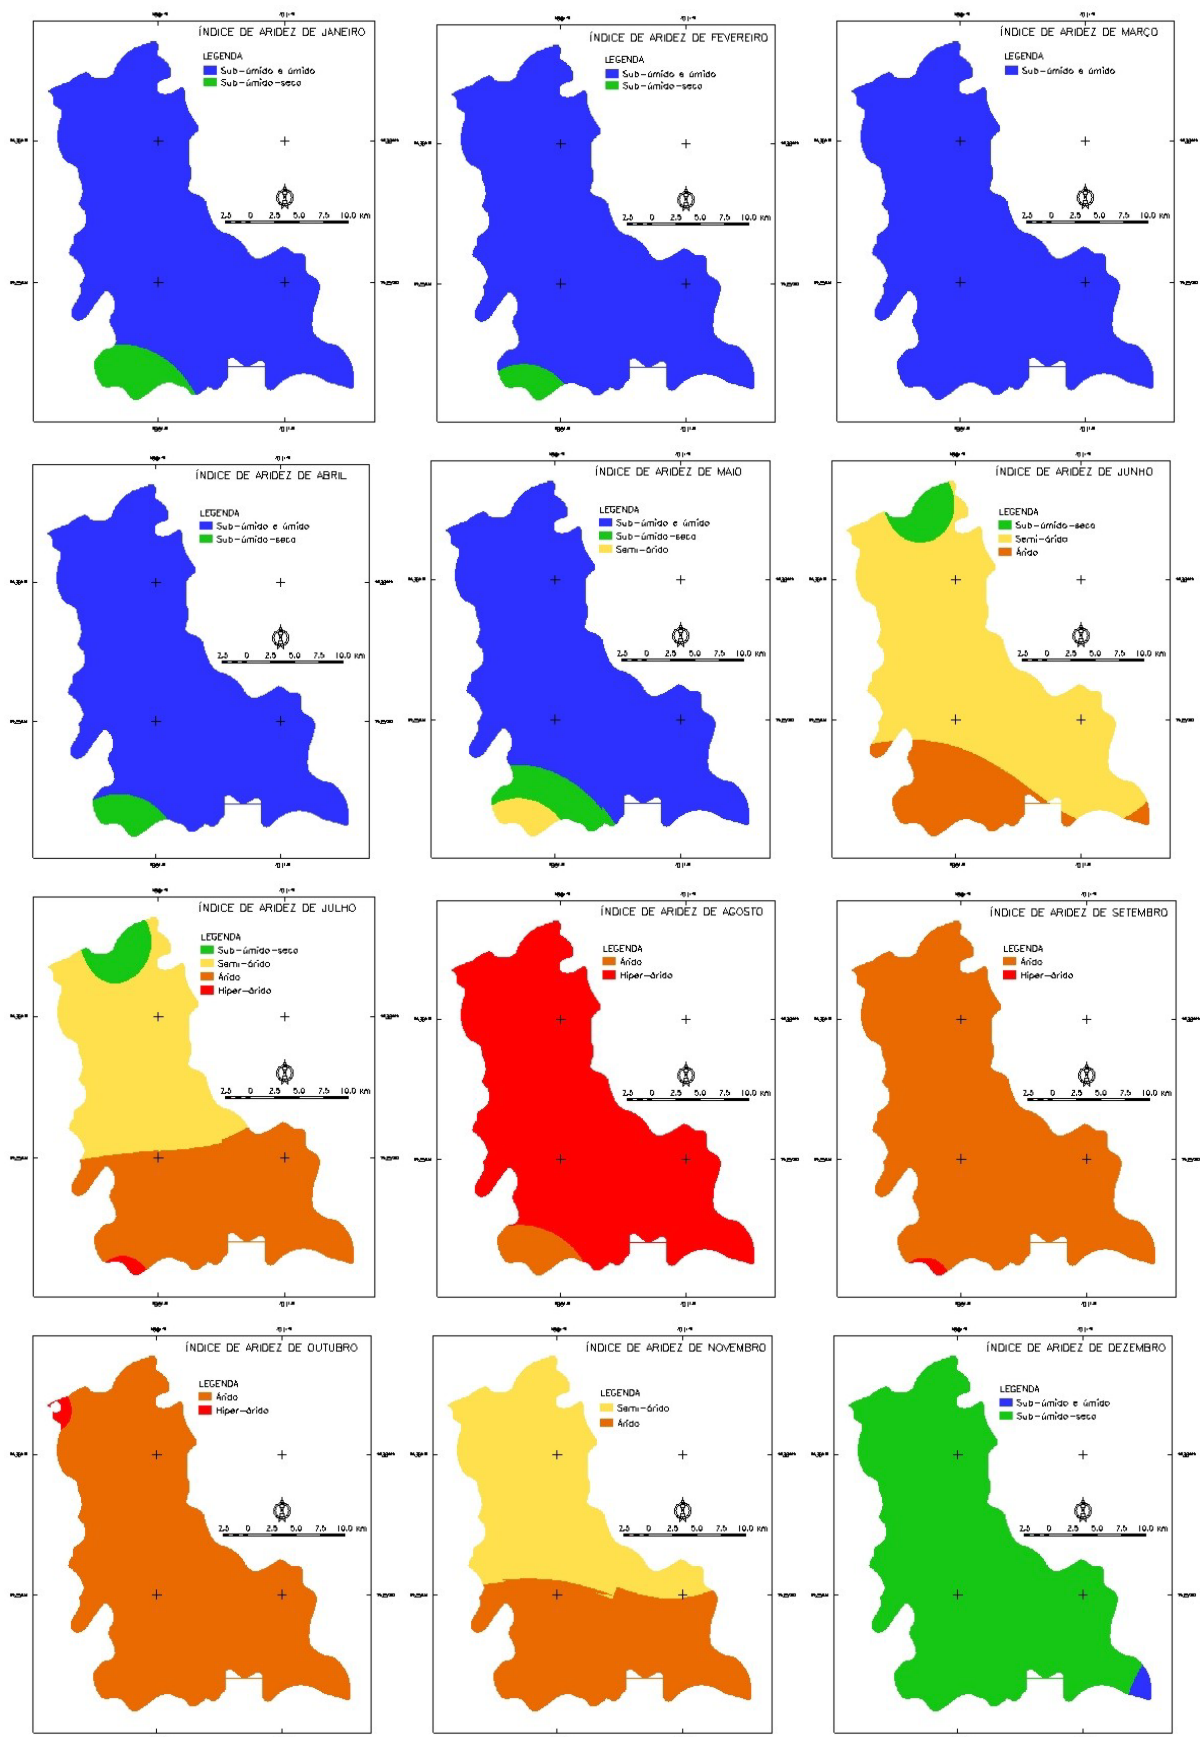 ÍNDICE DE ARIDEZ DE JANEIRO
LEGENDA
Sub-úmido e úmido
Sub-úmido-seco
2.5 0 2.5 5.0 7.5 10.0 Km
ÍNDICE DE ARIDEZ DE FEVEREIRO
LEGENDA
Sub-úmido e úmido
Sub-úmido-seco
2.5 0 2.5 5.0 7.5 10.0 Km
ÍNDICE DE ARIDEZ DE MARÇO
LEGENDA
Sub-úmido e úmido
2.5 0 2.5 5.0 7.5 10.0 Km
ÍNDICE DE ARIDEZ DE ABRIL
LEGENDA
Sub-úmido e úmido
Sub-úmido-seco
2.5 0 2.5 5.0 7.5 10.0 Km
ÍNDICE DE ARIDEZ DE MAIO
LEGENDA
Sub-úmido e úmido
Sub-úmido-seco
Semi-árido
2.5 0 2.5 5.0 7.5 10.0 Km
ÍNDICE DE ARIDEZ DE JUNHO
LEGENDA
Sub-úmido-seco
Semi-árido
Árido
2.5 0 2.5 5.0 7.5 10.0 Km
ÍNDICE DE ARIDEZ DE JULHO
LEGENDA
Sub-úmido-seco
Semi-árido
Árido
Hiper-árido
2.5 0 2.5 5.0 7.5 10.0 Km
ÍNDICE DE ARIDEZ DE AGOSTO
LEGENDA
Árido
Hiper-árido
2.5 0 2.5 5.0 7.5 10.0 Km
ÍNDICE DE ARIDEZ DE SETEMBRO
LEGENDA
Árido
Hiper-árido
2.5 0 2.5 5.0 7.5 10.0 Km
ÍNDICE DE ARIDEZ DE OUTUBRO
LEGENDA
Árido
Hiper-árido
2.5 0 2.5 5.0 7.5 10.0 Km
ÍNDICE DE ARIDEZ DE NOVEMBRO
LEGENDA
Semi-árido
Árido
2.5 0 2.5 5.0 7.5 10.0 Km
ÍNDICE DE ARIDEZ DE DEZEMBRO
LEGENDA
Sub-úmido e úmido
Sub-úmido-seco
2.5 0 2.5 5.0 7.5 10.0 Km